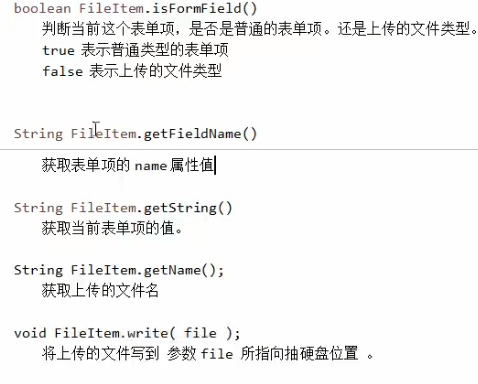 boolean FileItem.isFormField()
判断当前这个表单项，是否是普通的表单项。还是上传的文件类型。
true 表示普通类型的表单项
false 表示上传的文件类型
String FileItem.getFieldName()
获取表单项的 name 属性值
String FileItem.getString()
获取当前表单项的值。
String FileItem.getName();
获取上传的文件名
void FileItem.write( file );
将上传的文件写到 参数 file 所指向抽硬盘位置 。